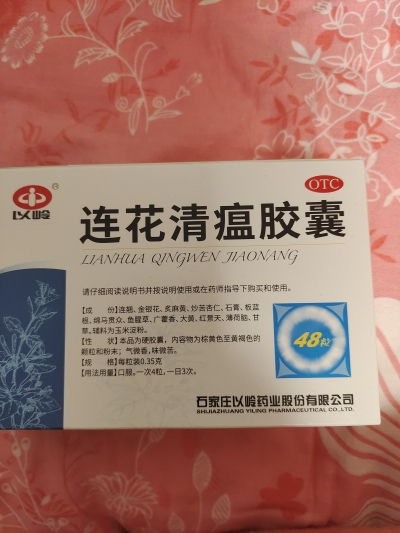 OTC
以岭
®
连花清瘟胶囊
LIANHUA QINGWEN JIAONANG
请仔细阅读说明书并按说明使用或在药师指导下购买和使用。
【成　份】连翘、金银花、炙麻黄、炒苦杏仁、石膏、板蓝
根、绵马贯众、鱼腥草、广藿香、大黄、红景天、薄荷脑、甘
草。辅料为玉米淀粉。
【性　状】本品为硬胶囊，内容物为棕黄色至黄褐色的
颗粒和粉末；气微香，味微苦。
【规　格】每粒装0.35克
【用法用量】口服。一次4粒，一日3次。
48粒
石家庄以岭药业股份有限公司
SHIJIAZHUANG YILING PHARMACEUTICAL CO.,LTD.